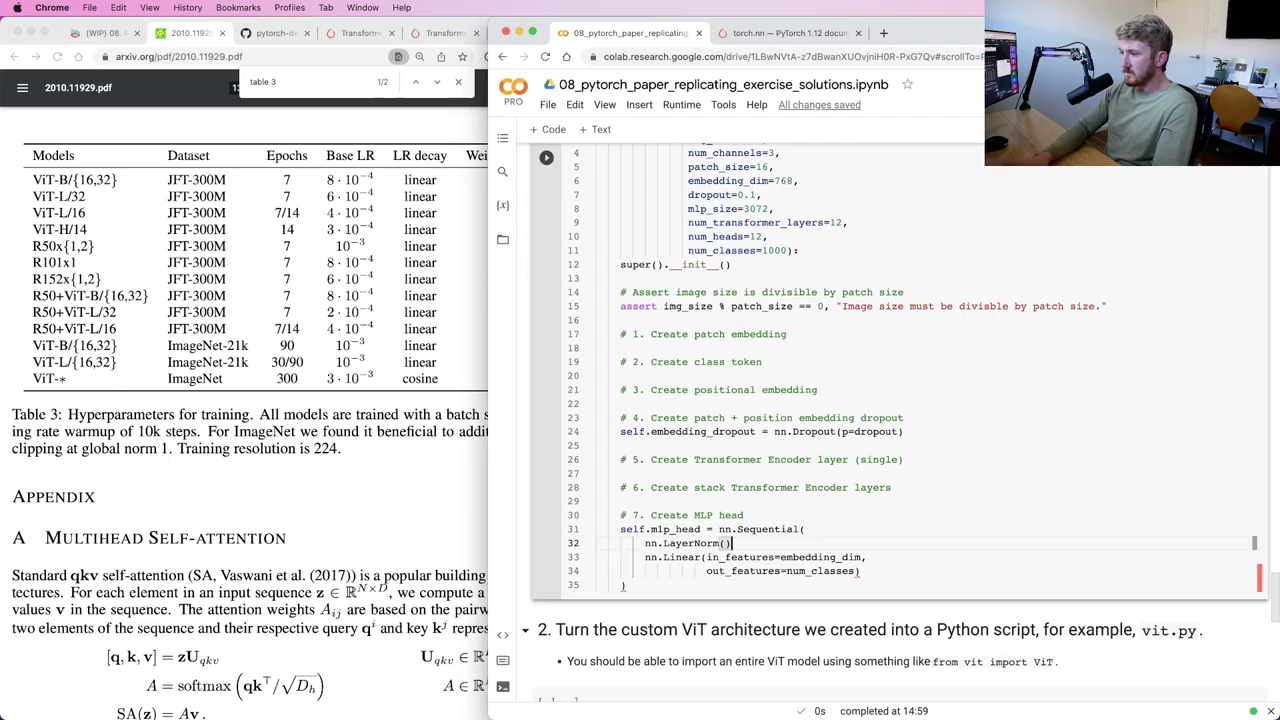 Chrome File Edit View History Bookmarks Profiles Tab Window Help
(WIP) 08. 
2010.11929
pytorch-d
Transforme
Transforme
08_pytorch_paper_replicating_
torch.nn — PyTorch 1.12 docum
arxiv.org/pdf/2010.11929.pdf
colab.research.google.com/drive/1LBwNVtA-z7dBwanXUOvjniH0R-PxG7Qv#scrollTo=
2010.11929.pdf
table 3
1/2
PRO
08_pytorch_paper_replicating_exercise_solutions.ipynb
File Edit View Insert Runtime Tools Help All changes saved
+ Code + Text
Models Dataset Epochs Base LR LR decay Wei
ViT-B/{16,32} JFT-300M 7 8 · 10⁻⁴ linear
ViT-L/32 JFT-300M 7 6 · 10⁻⁴ linear
ViT-L/16 JFT-300M 7/14 4 · 10⁻⁴ linear
ViT-H/14 JFT-300M 14 3 · 10⁻⁴ linear
R50x{1,2} JFT-300M 7 10⁻³ linear
R101x1 JFT-300M 7 8 · 10⁻⁴ linear
R152x{1,2} JFT-300M 7 6 · 10⁻⁴ linear
R50+ViT-B/{16,32} JFT-300M 7 8 · 10⁻⁴ linear
R50+ViT-L/32 JFT-300M 7 2 · 10⁻⁴ linear
R50+ViT-L/16 JFT-300M 7/14 4 · 10⁻⁴ linear
ViT-B/{16,32} ImageNet-21k 90 10⁻³ linear
ViT-L/{16,32} ImageNet-21k 30/90 10⁻³ linear
ViT-* ImageNet 300 3 · 10⁻³ cosine
Table 3: Hyperparameters for training. All models are trained with a batch s
ing rate warmup of 10k steps. For ImageNet we found it beneficial to additi
clipping at global norm 1. Training resolution is 224.
APPENDIX
A MULTIHEAD SELF-ATTENTION
Standard qkv self-attention (SA, Vaswani et al. (2017)) is a popular building
tectures. For each element in an input sequence z ∈ ℝᴺˣᴰ, we compute a
values v in the sequence. The attention weights Aᵢⱼ are based on the pairw
two elements of the sequence and their respective query qⁱ and key kʲ repres
[q, k, v] = zU_qkv U_qkv ∈ ℝ
A = softmax (qk⊤/√D_h) A ∈ ℝ
SA(z) = Av .
4 num_channels=3,
5 patch_size=16,
6 embedding_dim=768,
7 dropout=0.1,
8 mlp_size=3072,
9 num_transformer_layers=12,
10 num_heads=12,
11 num_classes=1000):
12 super().__init__()
13
14 # Assert image size is divisible by patch size
15 assert img_size % patch_size == 0, "Image size must be divisble by patch size."
16
17 # 1. Create patch embedding
18
19 # 2. Create class token
20
21 # 3. Create positional embedding
22
23 # 4. Create patch + position embedding dropout
24 self.embedding_dropout = nn.Dropout(p=dropout)
25
26 # 5. Create Transformer Encoder layer (single)
27
28 # 6. Create stack Transformer Encoder layers
29
30 # 7. Create MLP head
31 self.mlp_head = nn.Sequential(
32 nn.LayerNorm()
33 nn.Linear(in_features=embedding_dim,
34 out_features=num_classes)
35 )
2. Turn the custom ViT architecture we created into a Python script, for example, vit.py.
• You should be able to import an entire ViT model using something like from vit import ViT.
[ ] 1
0s completed at 14:59